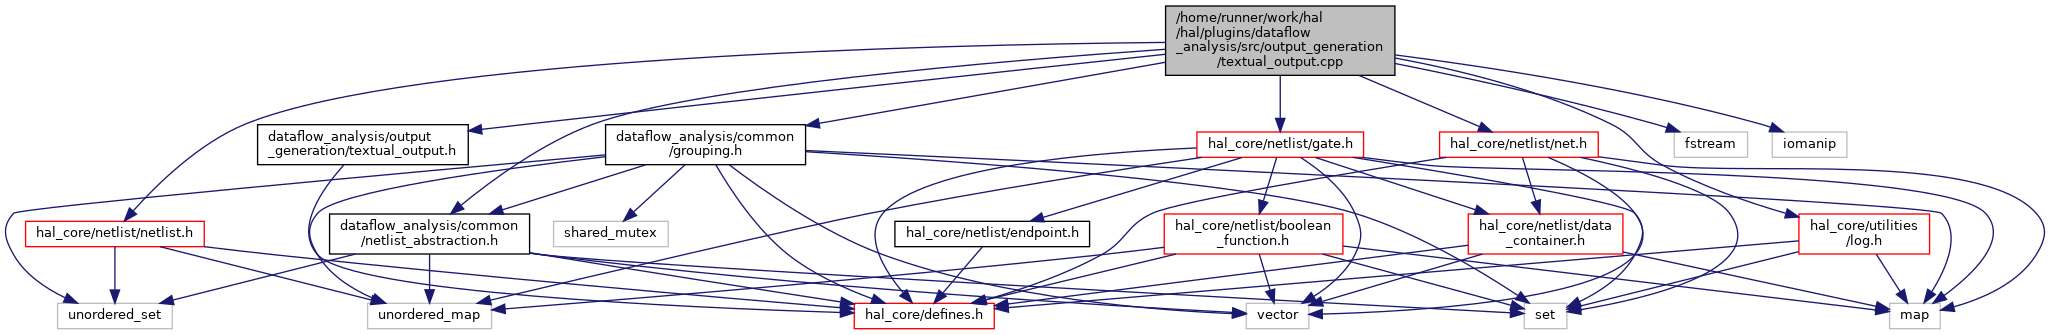 /home/runner/work/hal
/hal/plugins/dataflow
_analysis/src/output_generation
/textual_output.cpp
dataflow_analysis/output
_generation/textual_output.h
dataflow_analysis/common
/grouping.h
hal_core/netlist/gate.h
hal_core/netlist/net.h
fstream
iomanip
hal_core/netlist/netlist.h
dataflow_analysis/common
/netlist_abstraction.h
shared_mutex
hal_core/netlist/endpoint.h
hal_core/netlist/boolean
_function.h
hal_core/netlist/data
_container.h
hal_core/utilities
/log.h
unordered_set
unordered_map
hal_core/defines.h
vector
set
map